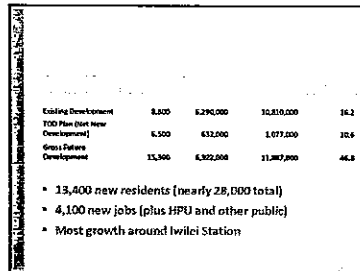 Existing Development 8,800 6,290,000 10,810,000 16.2
TOD Plan (Net New
Development) 6,500 632,000 1,077,000 10.6
Gross Future
Development 15,300 6,922,000 11,887,000 46.8
• 13,400 new residents (nearly 28,000 total)
• 4,100 new jobs (plus HPU and other public)
• Most growth around Iwilei Station